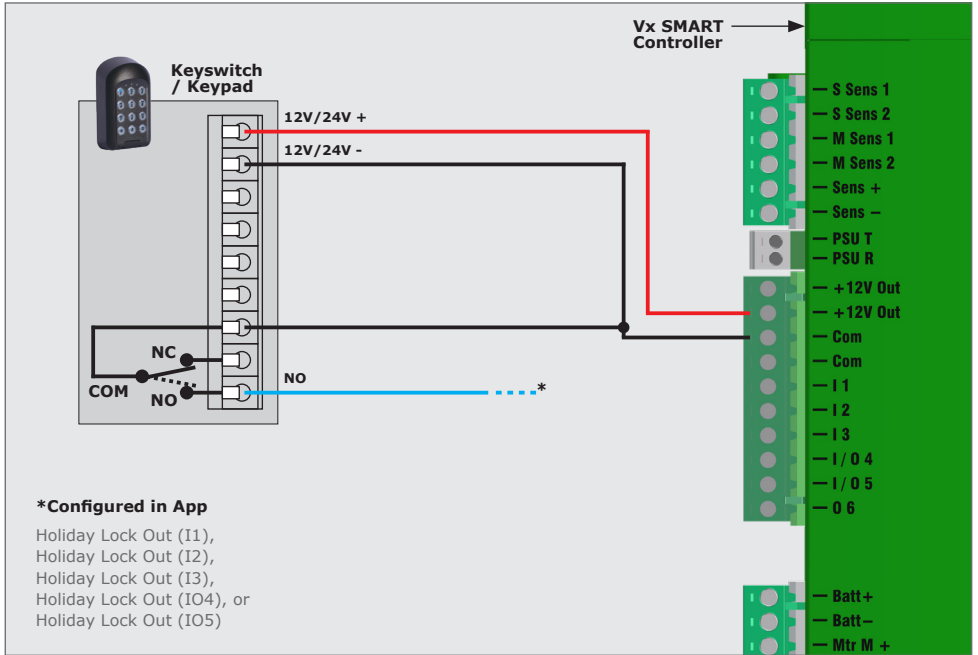 Vx SMART
Controller
Keyswitch
/ Keypad
12V/24V +
12V/24V -
NC
COM
NO
NO
*
S Sens 1
S Sens 2
M Sens 1
M Sens 2
Sens +
Sens –
PSU T
PSU R
+12V Out
+12V Out
Com
Com
I 1
I 2
I 3
I / O 4
I / O 5
O 6
Batt+
Batt–
Mtr M +
*Configured in App
Holiday Lock Out (I1),
Holiday Lock Out (I2),
Holiday Lock Out (I3),
Holiday Lock Out (IO4), or
Holiday Lock Out (IO5)